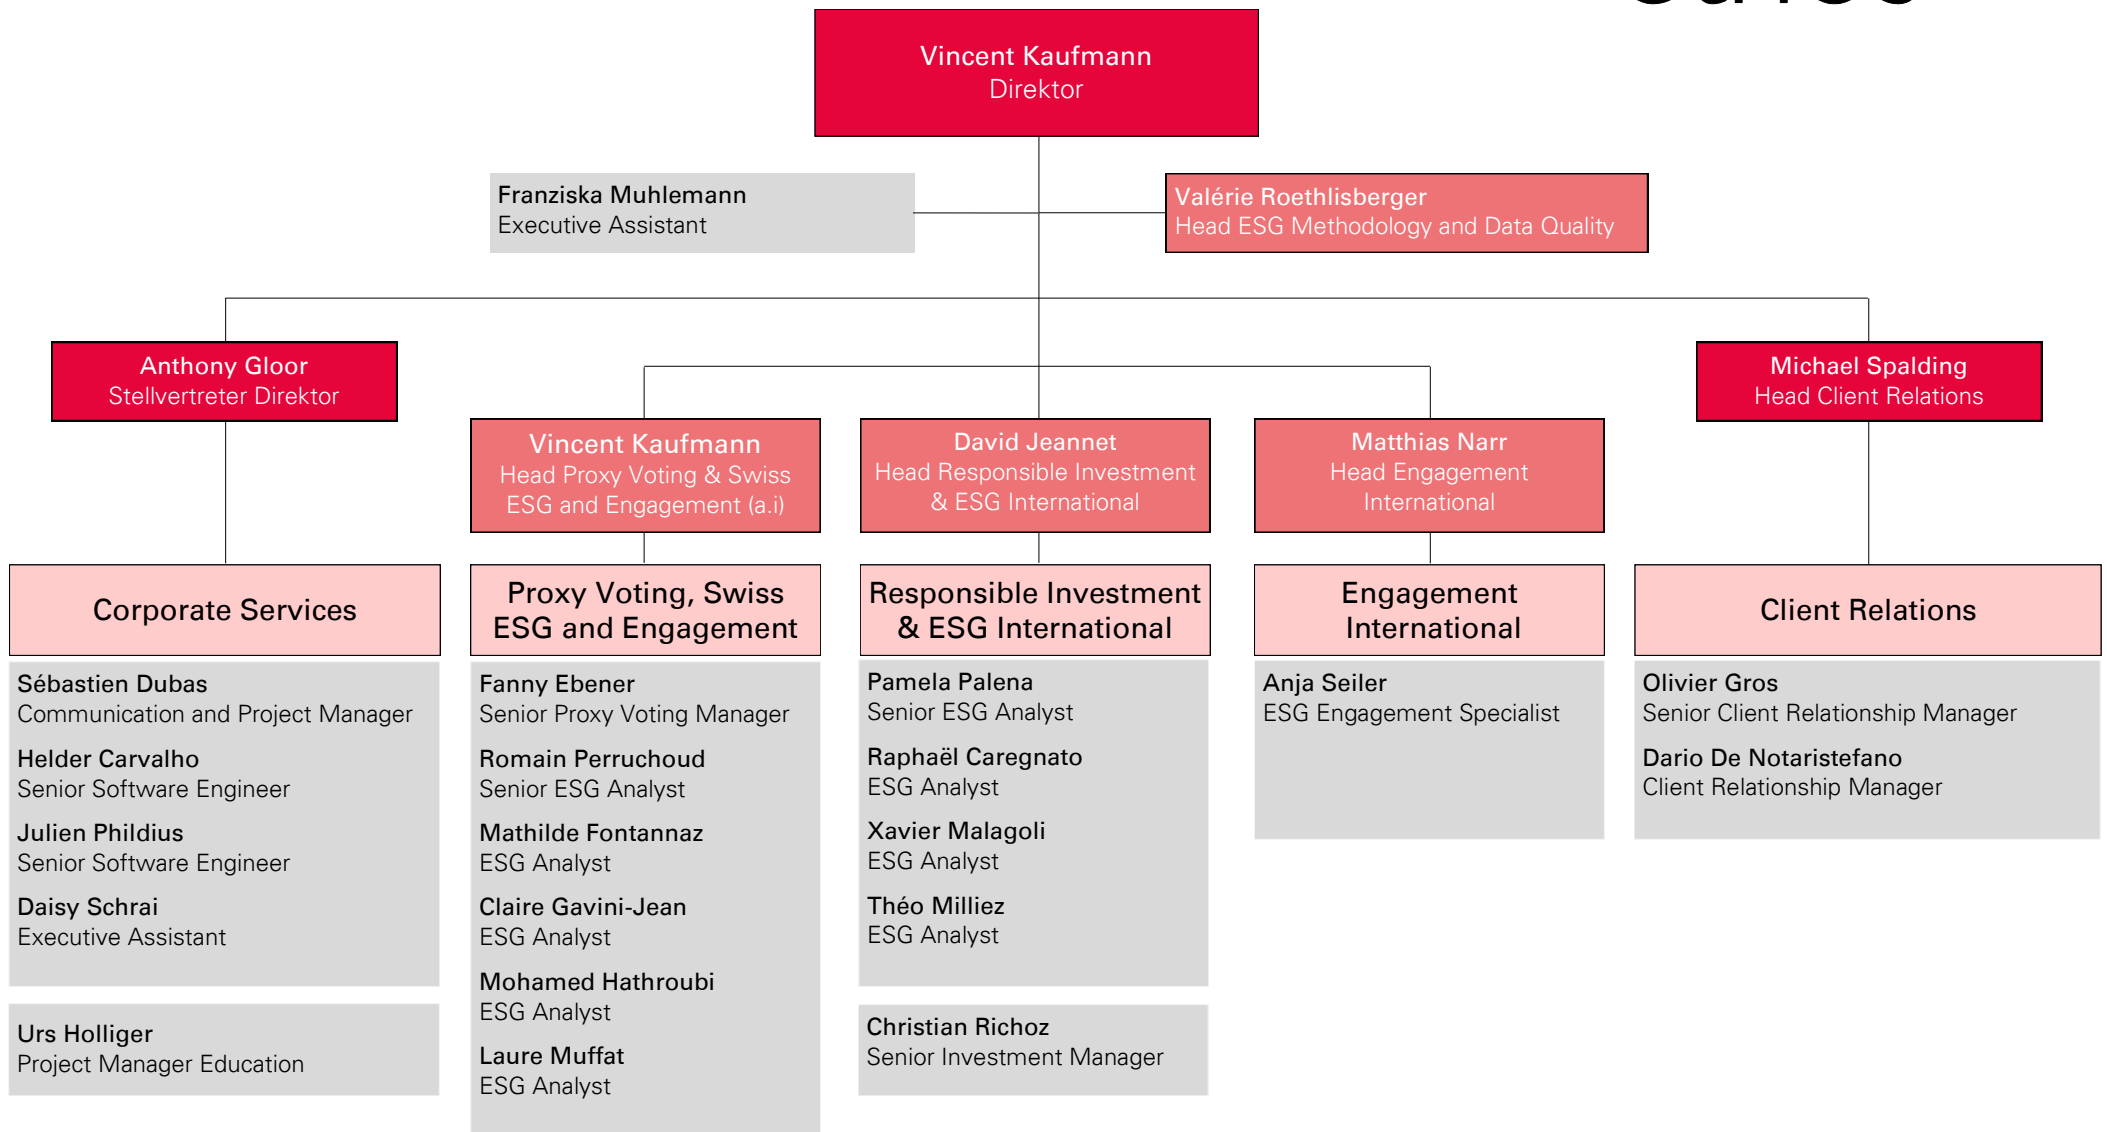 Vincent Kaufmann
Direktor
Franziska Muhlemann
Executive Assistant
Valérie Roethlisberger
Head ESG Methodology and Data Quality
Anthony Gloor
Stellvertreter Direktor
Michael Spalding
Head Client Relations
Vincent Kaufmann
Head Proxy Voting & Swiss
ESG and Engagement (a.i)
David Jeannet
Head Responsible Investment
& ESG International
Matthias Narr
Head Engagement
International
Corporate Services
Sébastien Dubas
Communication and Project Manager
Helder Carvalho
Senior Software Engineer
Julien Phildius
Senior Software Engineer
Daisy Schrai
Executive Assistant
Urs Holliger
Project Manager Education
Proxy Voting, Swiss
ESG and Engagement
Fanny Ebener
Senior Proxy Voting Manager
Romain Perruchoud
Senior ESG Analyst
Mathilde Fontannaz
ESG Analyst
Claire Gavini-Jean
ESG Analyst
Mohamed Hathroubi
ESG Analyst
Laure Muffat
ESG Analyst
Responsible Investment
& ESG International
Pamela Palena
Senior ESG Analyst
Raphaël Caregnato
ESG Analyst
Xavier Malagoli
ESG Analyst
Théo Milliez
ESG Analyst
Christian Richoz
Senior Investment Manager
Engagement
International
Anja Seiler
ESG Engagement Specialist
Client Relations
Olivier Gros
Senior Client Relationship Manager
Dario De Notaristefano
Client Relationship Manager